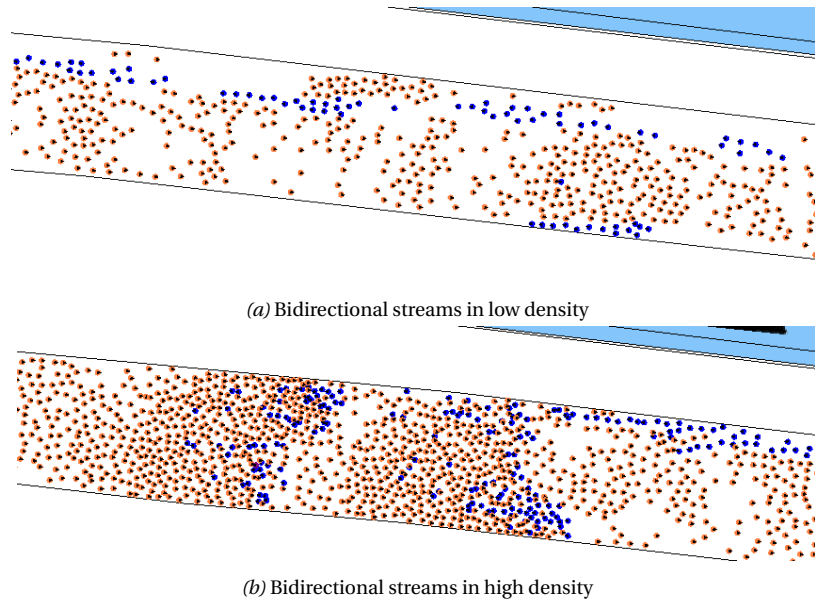 (a) Bidirectional streams in low density
(b) Bidirectional streams in high density